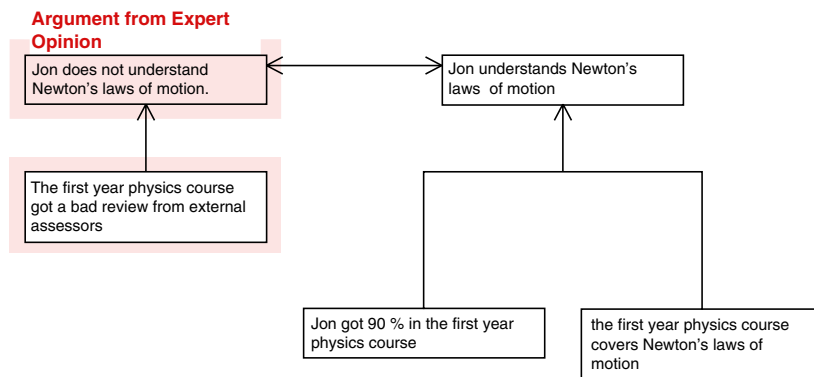 Argument from Expert
Opinion
Jon does not understand
Newton's laws of motion.
Jon understands Newton's
laws of motion
The first year physics course
got a bad review from external
assessors
Jon got 90 % in the first year
physics course
the first year physics course
covers Newton's laws of
motion